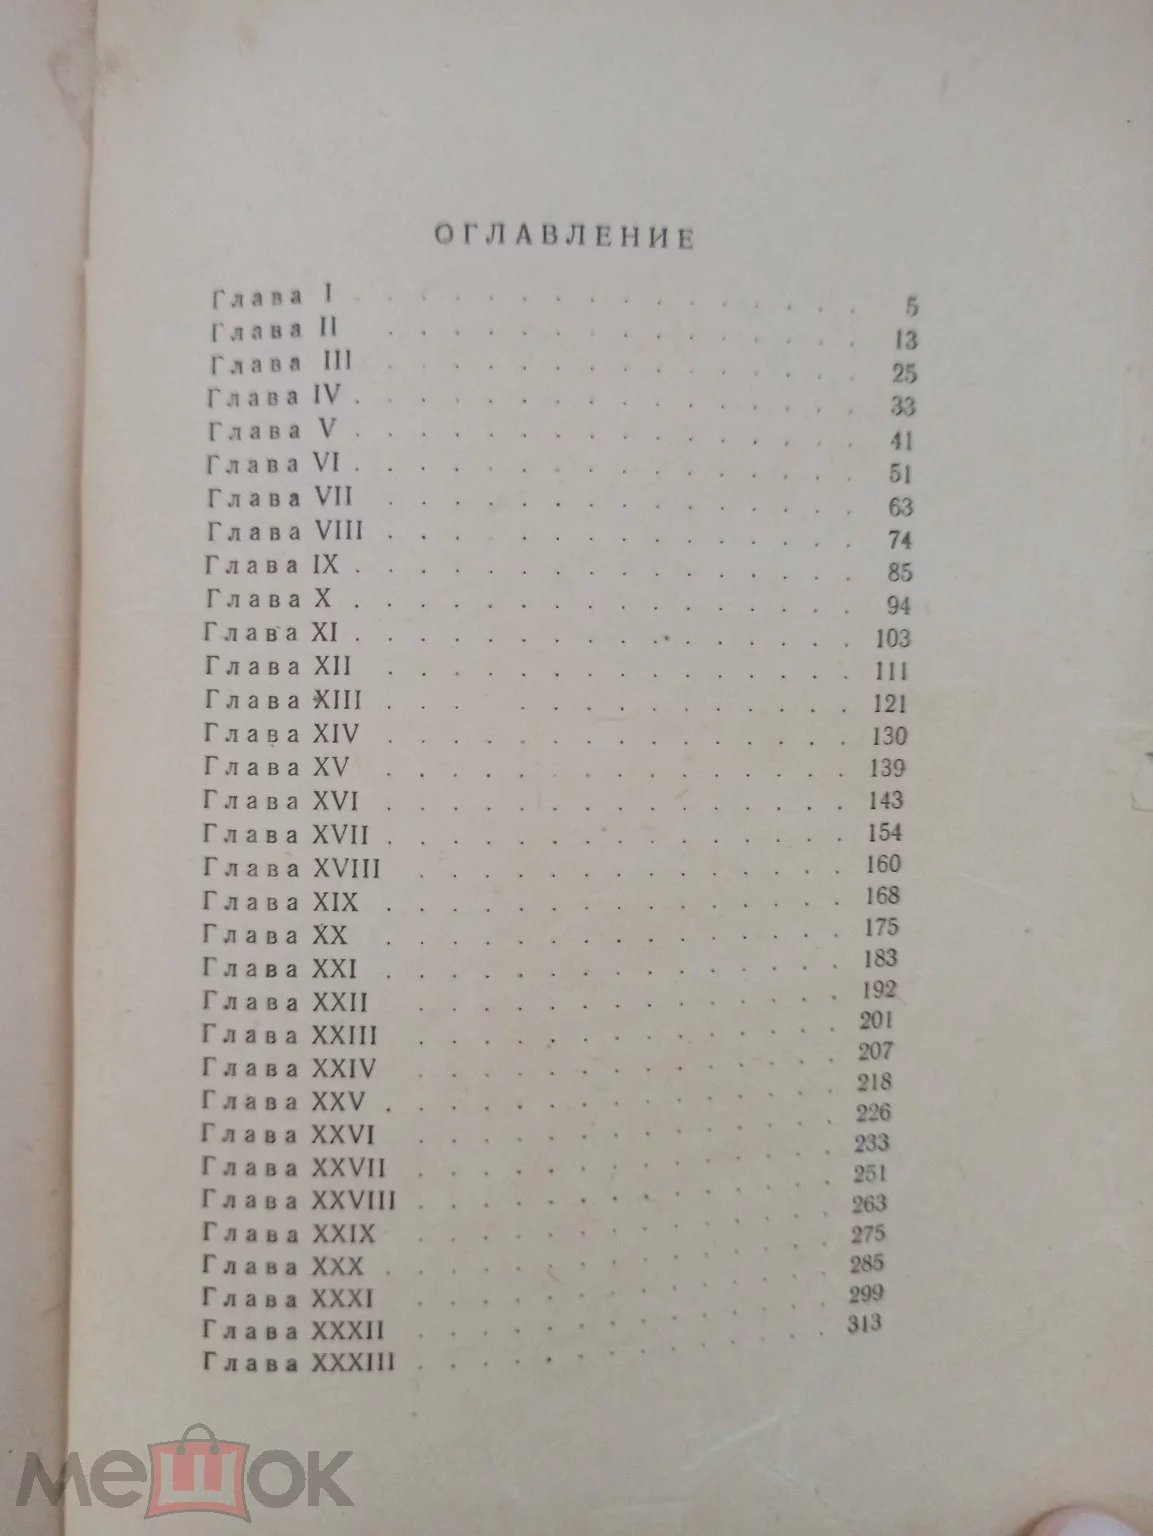 ОГЛАВЛЕНИЕ
Глава I . . . . . . . . . . . . . . . 5
Глава II . . . . . . . . . . . . . . . 13
Глава III . . . . . . . . . . . . . . . 25
Глава IV . . . . . . . . . . . . . . . 33
Глава V . . . . . . . . . . . . . . . 41
Глава VI . . . . . . . . . . . . . . . 51
Глава VII . . . . . . . . . . . . . . . 63
Глава VIII . . . . . . . . . . . . . . . 74
Глава IX . . . . . . . . . . . . . . . 85
Глава X . . . . . . . . . . . . . . . 94
Глава XI . . . . . . . . . . . . . . . 103
Глава XII . . . . . . . . . . . . . . . 111
Глава XIII . . . . . . . . . . . . . . 121
Глава XIV . . . . . . . . . . . . . . . 130
Глава XV . . . . . . . . . . . . . . . 139
Глава XVI . . . . . . . . . . . . . . . 143
Глава XVII . . . . . . . . . . . . . . . 154
Глава XVIII . . . . . . . . . . . . . . 160
Глава XIX . . . . . . . . . . . . . . . 168
Глава XX . . . . . . . . . . . . . . . 175
Глава XXI . . . . . . . . . . . . . . . 183
Глава XXII . . . . . . . . . . . . . . 192
Глава XXIII . . . . . . . . . . . . . . 201
Глава XXIV . . . . . . . . . . . . . . 207
Глава XXV . . . . . . . . . . . . . . . 218
Глава XXVI . . . . . . . . . . . . . . 226
Глава XXVII . . . . . . . . . . . . . . 233
Глава XXVIII . . . . . . . . . . . . . . 251
Глава XXIX . . . . . . . . . . . . . . 263
Глава XXX . . . . . . . . . . . . . . . 275
Глава XXXI . . . . . . . . . . . . . . 285
Глава XXXII . . . . . . . . . . . . . . 299
Глава XXXIII . . . . . . . . . . . . . . 313
мешок